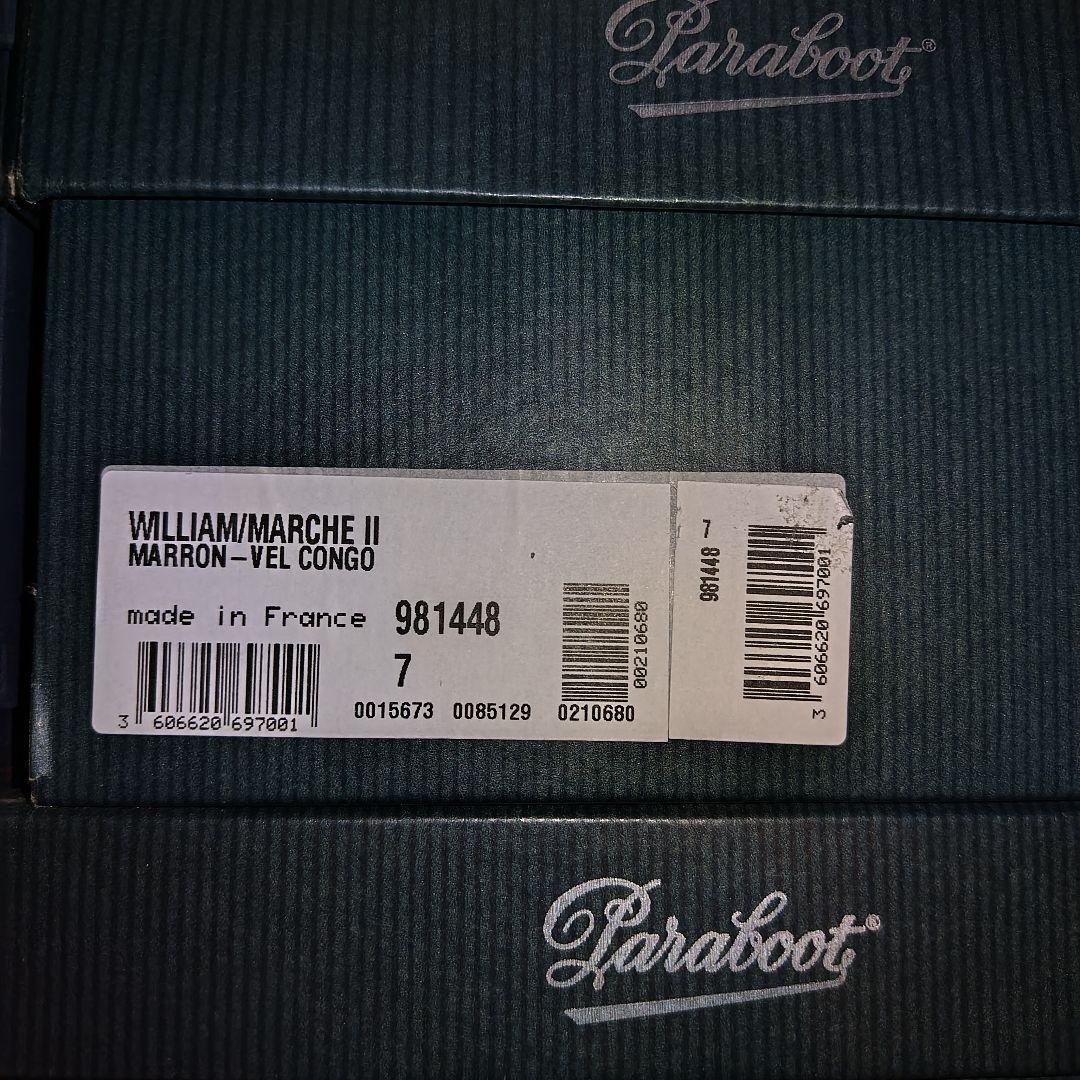 Paraboot®
WILLIAM/MARCHE II
MARRON-VEL CONGO
made in France 981448
7
3 606620 697001
0015673 0085129 0210680
00210680
981448 7
3 606620 697001
Paraboot®